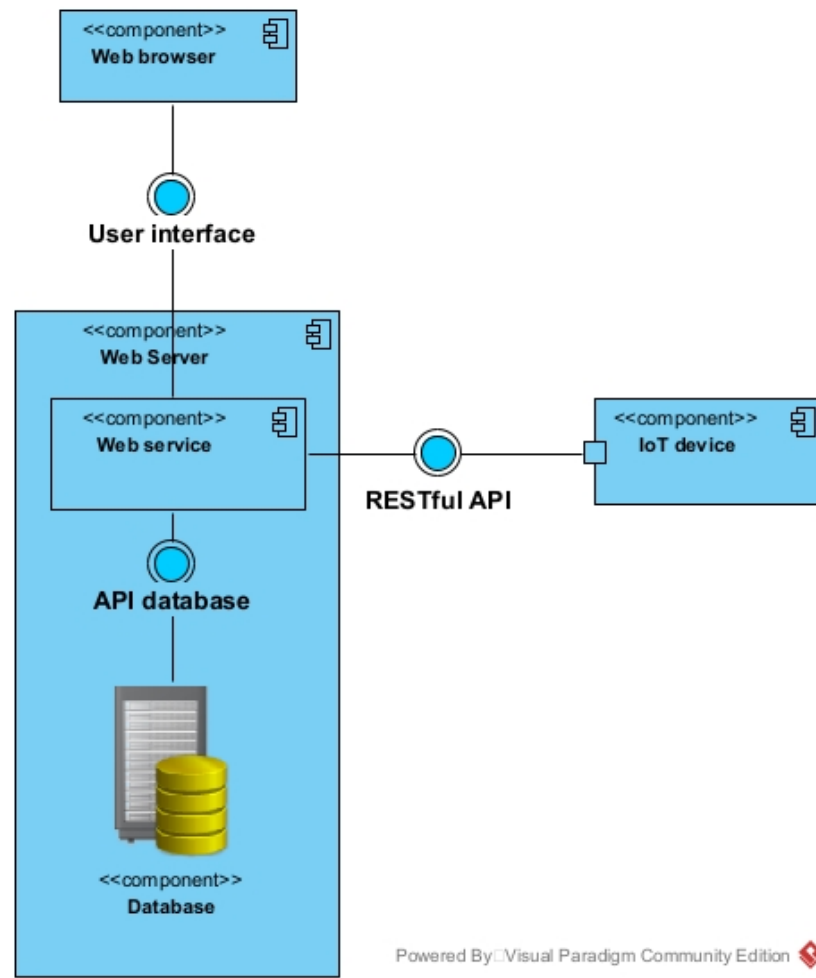 <<component>>
Web browser
User interface
<<component>>
Web Server
<<component>>
Web service
RESTful API
<<component>>
IoT device
API database
<<component>>
Database
Powered By Visual Paradigm Community Edition